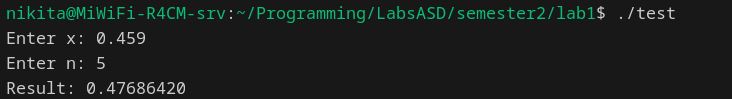 nikita@MiWiFi-R4CM-srv:~/Programming/LabsASD/semester2/lab1$ ./test
Enter x: 0.459
Enter n: 5
Result: 0.47686420